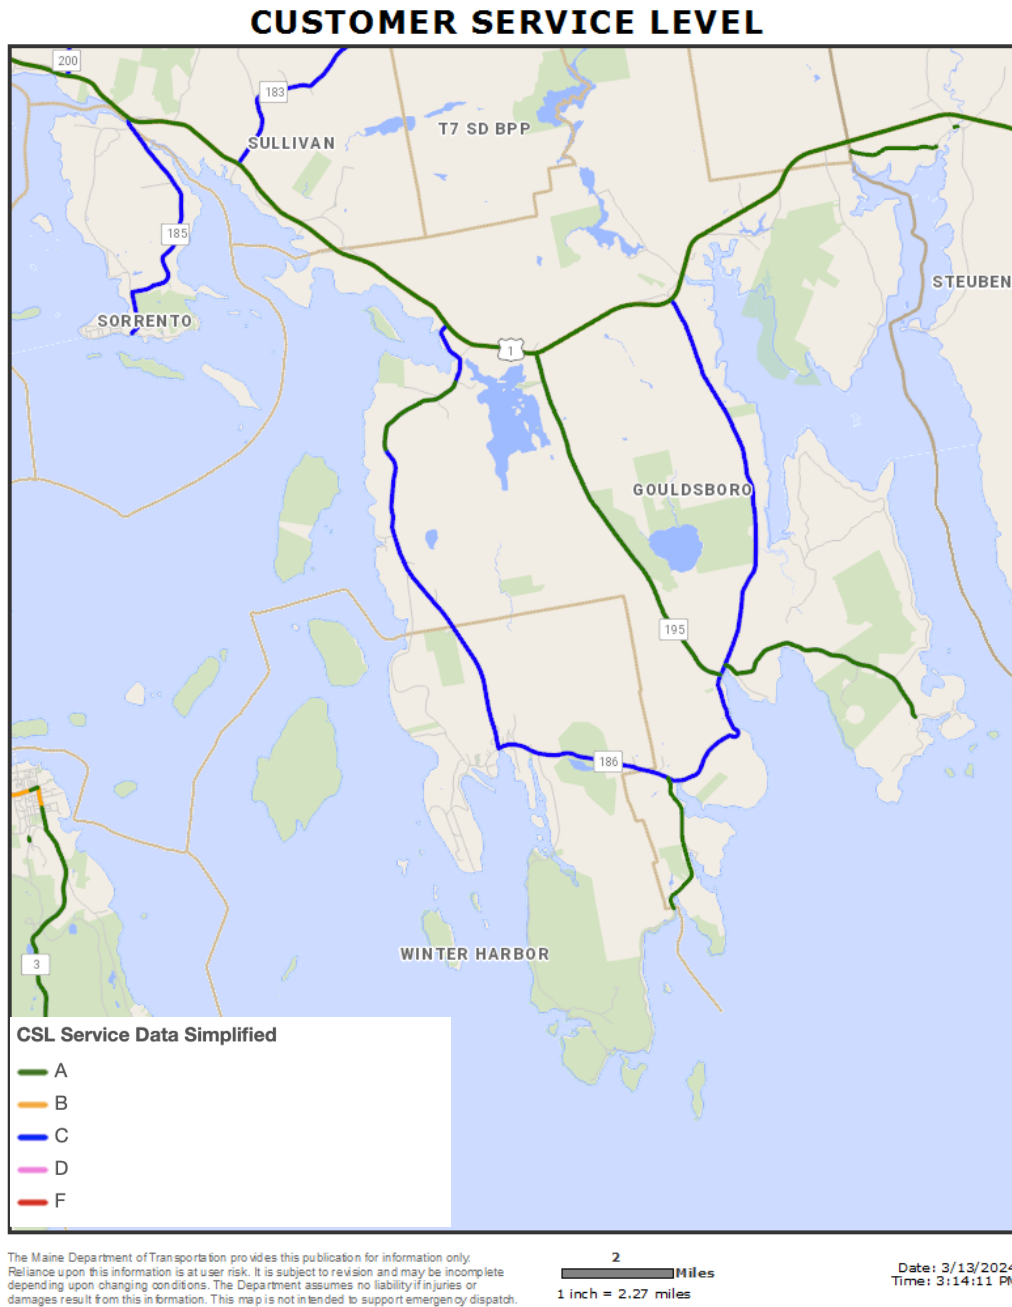 CUSTOMER SERVICE LEVEL
200
183
SULLIVAN
T7 SD BPP
185
STEUBEN
SORRENTO
1
GOULDSBORO
195
186
WINTER HARBOR
3
CSL Service Data Simplified
A
B
C
D
F
The Maine Department of Transportation provides this publication for information only.
Reliance upon this information is at user risk. It is subject to revision and may be incomplete
depending upon changing conditions. The Department assumes no liability if injuries or
damages result from this information. This map is not intended to support emergency dispatch.
2
Miles
1 inch = 2.27 miles
Date: 3/13/2024
Time: 3:14:11 PM